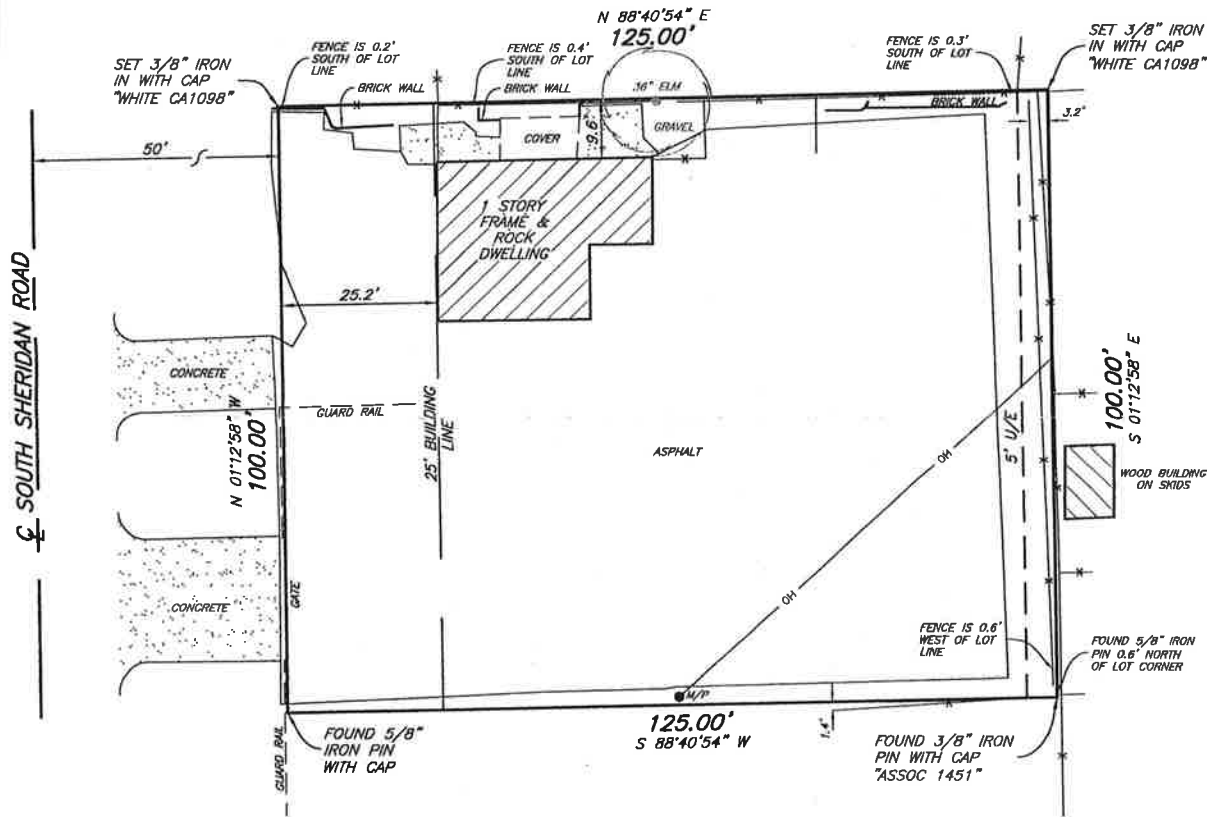 N 88°40'54" E
125.00'
SET 3/8" IRON
IN WITH CAP
"WHITE CA1098"
FENCE IS 0.2'
SOUTH OF LOT
LINE
BRICK WALL
FENCE IS 0.4'
SOUTH OF LOT
LINE
BRICK WALL
36" ELM
FENCE IS 0.3'
SOUTH OF LOT
LINE
BRICK WALL
SET 3/8" IRON
IN WITH CAP
"WHITE CA1098"
3.2'
50'
COVER
9.6'
GRAVEL
1 STORY
FRAME &
ROCK
DWELLING
25.2'
℄ SOUTH SHERIDAN ROAD
CONCRETE
GUARD RAIL
N 01°12'58" W
100.00'
25' BUILDING
LINE
ASPHALT
OH
OH
5' U/E
100.00'
S 01°12'58" E
WOOD BUILDING
ON SKIDS
CONCRETE
GATE
FENCE IS 0.6'
WEST OF LOT
LINE
FOUND 5/8" IRON
PIN 0.6' NORTH
OF LOT CORNER
M/P
125.00'
S 88°40'54" W
1.4'
GUARD RAIL
FOUND 5/8"
IRON PIN
WITH CAP
FOUND 3/8" IRON
PIN WITH CAP
"ASSOC 1451"